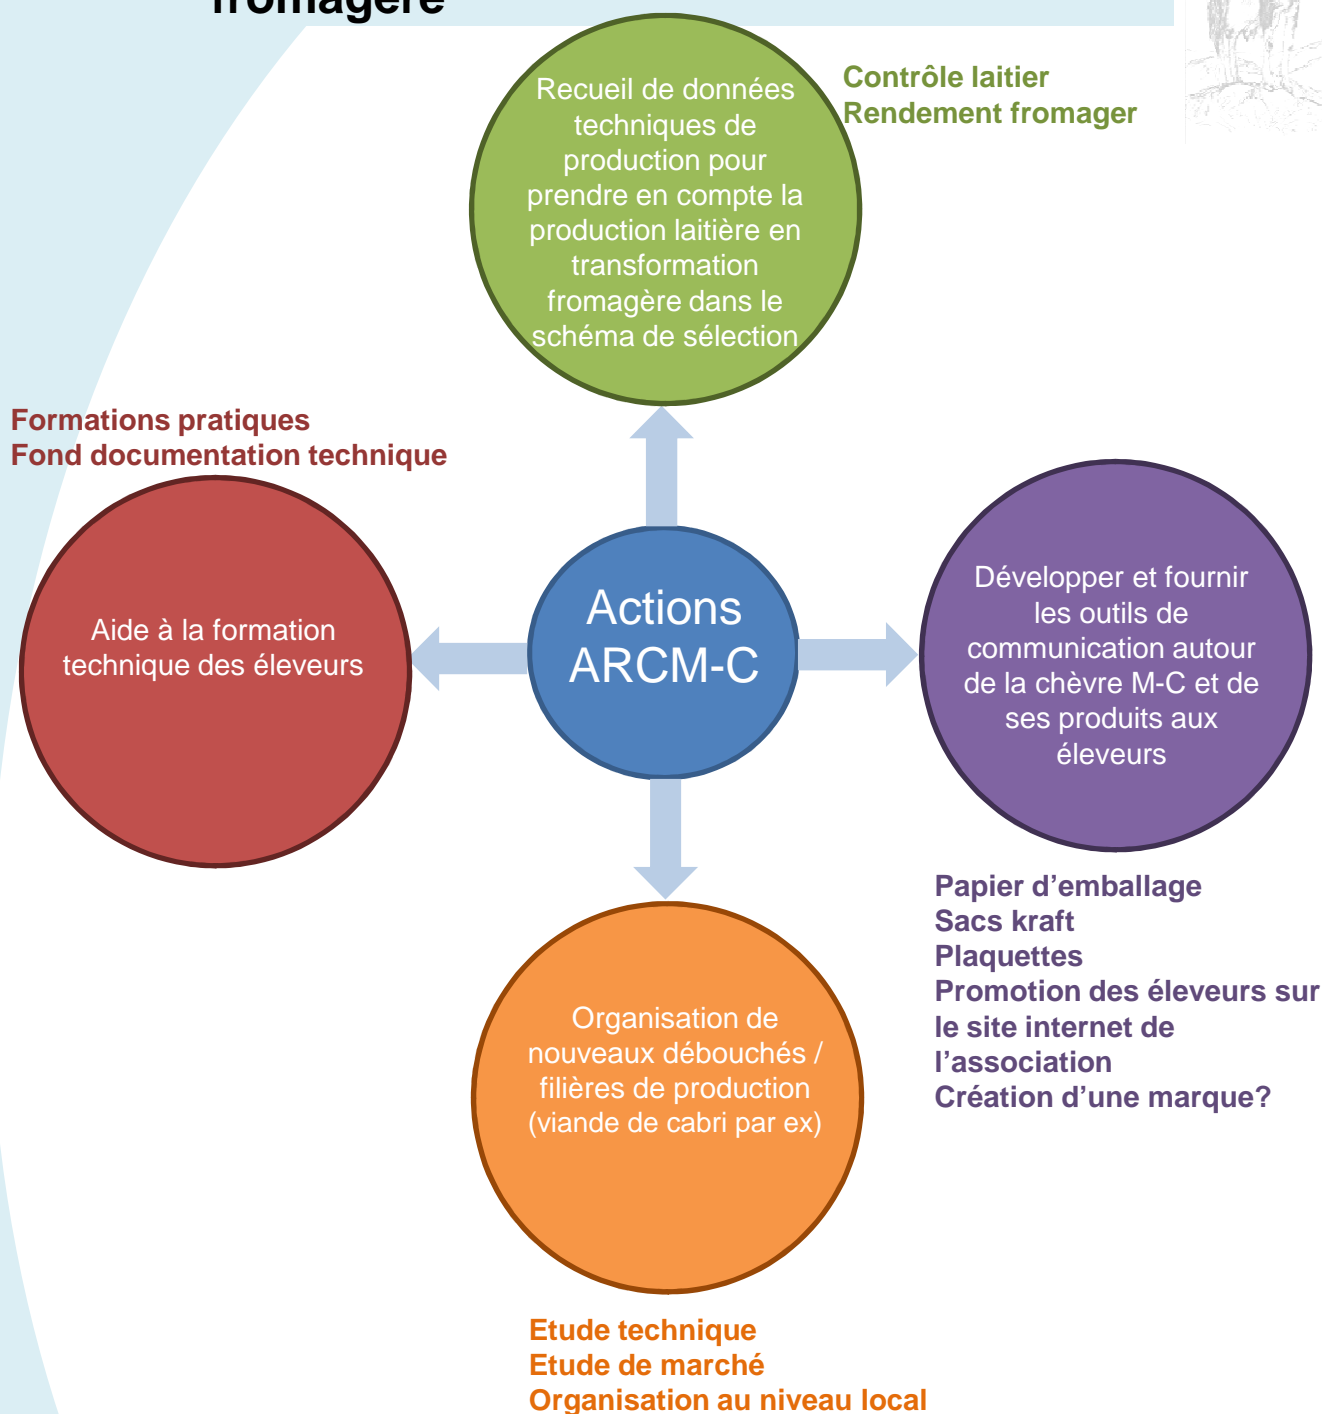 fromagère
Recueil de données
techniques de
production pour
prendre en compte la
production laitière en
transformation
fromagère dans le
schéma de sélection
Contrôle laitier
Rendement fromager
Formations pratiques
Fond documentation technique
Aide à la formation
technique des éleveurs
Actions
ARCM-C
Développer et fournir
les outils de
communication autour
de la chèvre M-C et de
ses produits aux
éleveurs
Papier d’emballage
Sacs kraft
Plaquettes
Promotion des éleveurs sur
le site internet de
l’association
Création d’une marque?
Organisation de
nouveaux débouchés /
filières de production
(viande de cabri par ex)
Etude technique
Etude de marché
Organisation au niveau local